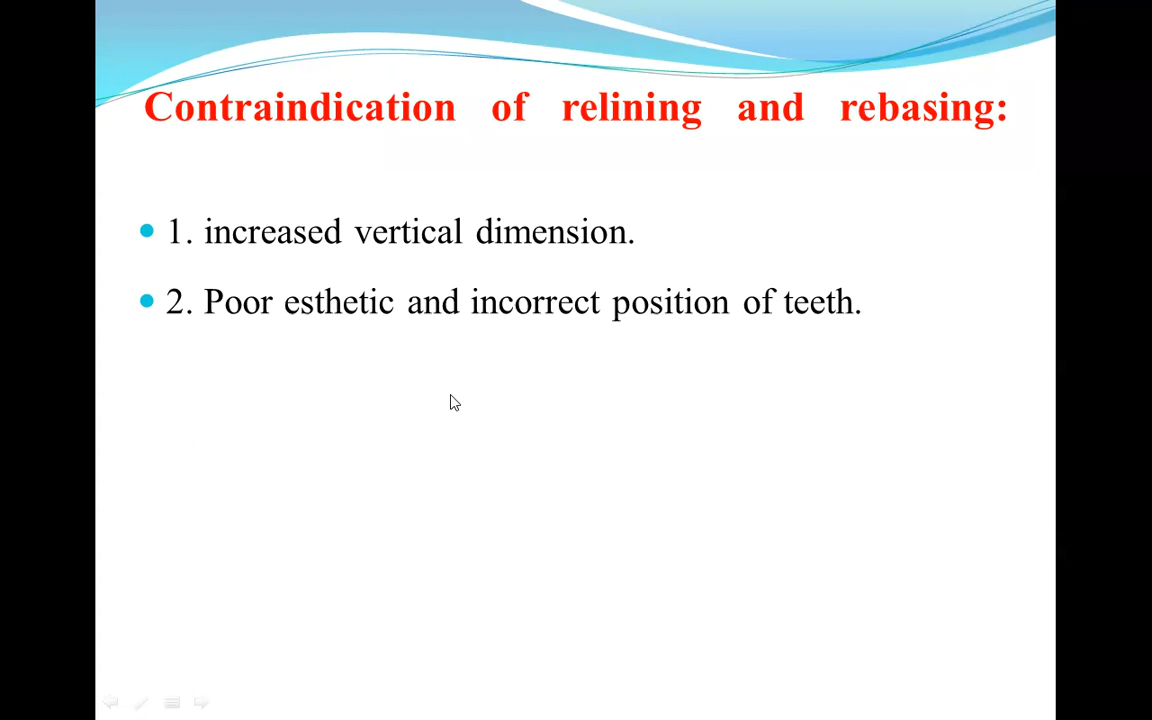 Contraindication of relining and rebasing:
• 1. increased vertical dimension.
• 2. Poor esthetic and incorrect position of teeth.